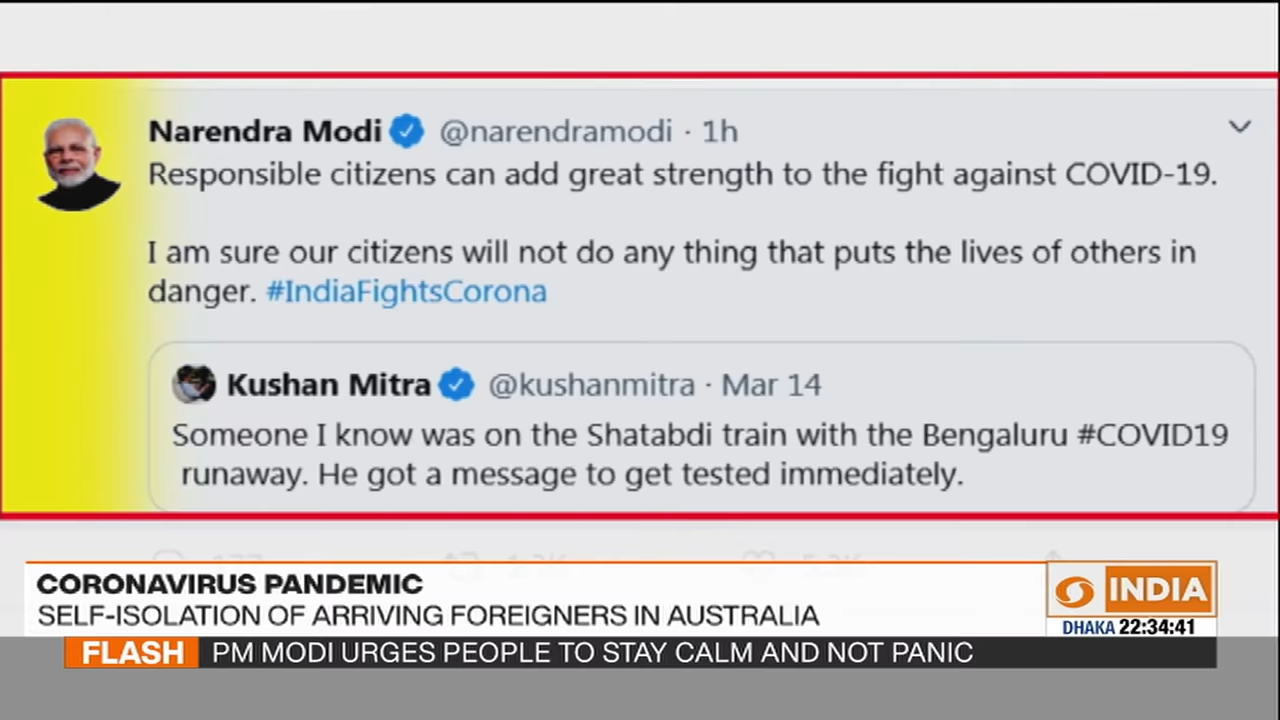 Narendra Modi @narendramodi · 1h
Responsible citizens can add great strength to the fight against COVID-19.
I am sure our citizens will not do any thing that puts the lives of others in
danger. #IndiaFightsCorona
Kushan Mitra @kushanmitra · Mar 14
Someone I know was on the Shatabdi train with the Bengaluru #COVID19
runaway. He got a message to get tested immediately.
CORONAVIRUS PANDEMIC
SELF-ISOLATION OF ARRIVING FOREIGNERS IN AUSTRALIA
INDIA
DHAKA 22:34:41
FLASH PM MODI URGES PEOPLE TO STAY CALM AND NOT PANIC